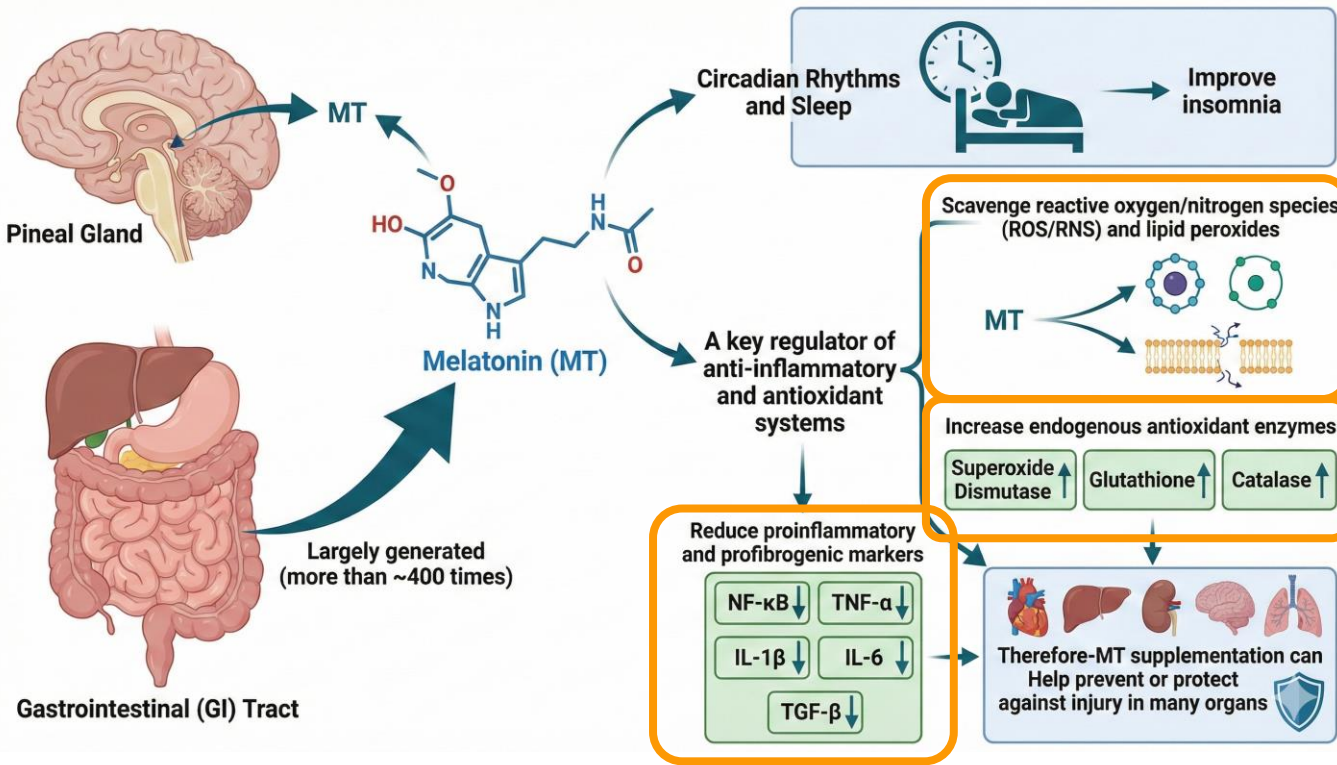 Pineal Gland
MT
O
HO
N
N
H
H
N
O
Melatonin (MT)
Largely generated
(more than ~400 times)
Gastrointestinal (GI) Tract
Circadian Rhythms
and Sleep
Improve
insomnia
A key regulator of
anti-inflammatory
and antioxidant
systems
Scavenge reactive oxygen/nitrogen species
(ROS/RNS) and lipid peroxides
MT
Increase endogenous antioxidant enzymes
Superoxide
Dismutase
Glutathione
Catalase
Reduce proinflammatory
and profibrogenic markers
NF-κB
TNF-α
IL-1β
IL-6
TGF-β
Therefore-MT supplementation can
Help prevent or protect
against injury in many organs